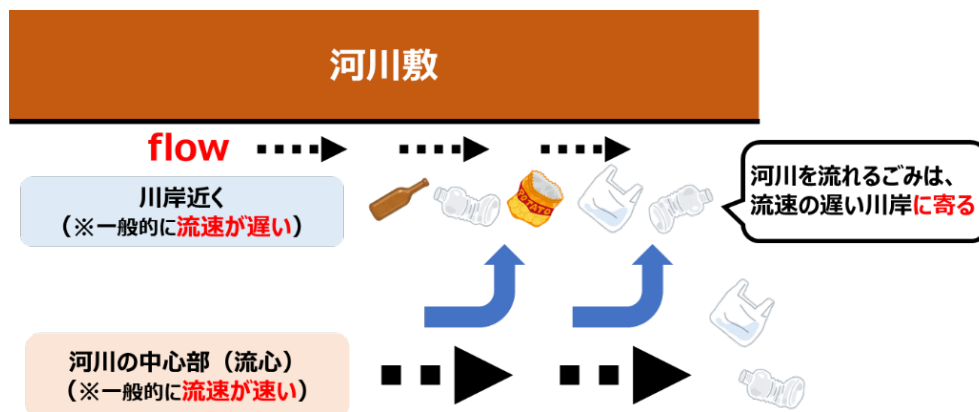 河川敷
flow
川岸近く
（※一般的に流速が遅い）
POTATO
河川を流れるごみは、
流速の遅い川岸に寄る
河川の中心部（流心）
（※一般的に流速が速い）